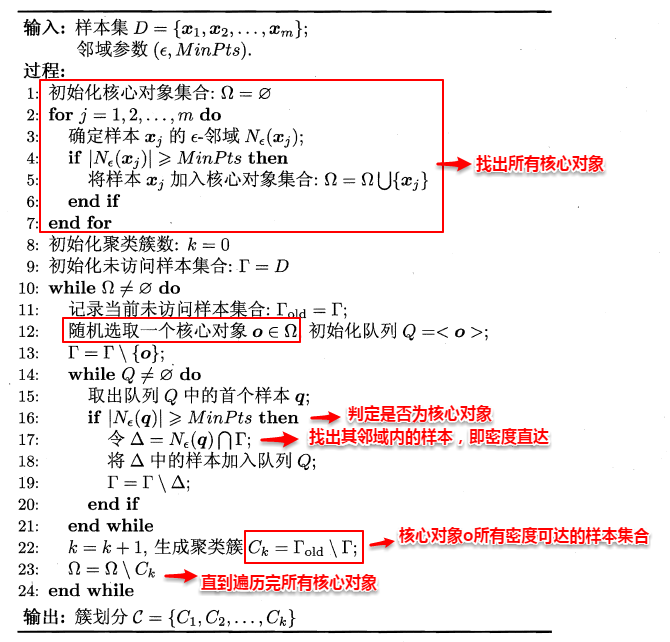 输入: 样本集 D = {x₁, x₂, . . . , xₘ};
邻域参数 (ϵ, MinPts).
过程:
1: 初始化核心对象集合: Ω = ∅
2: for j = 1, 2, . . . , m do
3: 确定样本 xⱼ 的 ϵ-邻域 Nϵ(xⱼ);
4: if |Nϵ(xⱼ)| ⩾ MinPts then
5: 将样本 xⱼ 加入核心对象集合: Ω = Ω ⋃{xⱼ}
6: end if
找出所有核心对象
7: end for
8: 初始化聚类簇数: k = 0
9: 初始化未访问样本集合: Γ = D
10: while Ω ≠ ∅ do
11: 记录当前未访问样本集合: Γold = Γ;
12: 随机选取一个核心对象 o ∈ Ω, 初始化队列 Q =< o >;
13: Γ = Γ \ {o};
14: while Q ≠ ∅ do
15: 取出队列 Q 中的首个样本 q;
16: if |Nϵ(q)| ⩾ MinPts then 判定是否为核心对象
17: 令 Δ = Nϵ(q) ⋂ Γ; 找出其邻域内的样本，即密度直达
18: 将 Δ 中的样本加入队列 Q;
19: Γ = Γ \ Δ;
20: end if
21: end while
22: k = k + 1, 生成聚类簇 Cₖ = Γold \ Γ; 核心对象o所有密度可达的样本集合
23: Ω = Ω \ Cₖ 直到遍历完所有核心对象
24: end while
输出: 簇划分 C = {C₁, C₂, . . . , Cₖ}